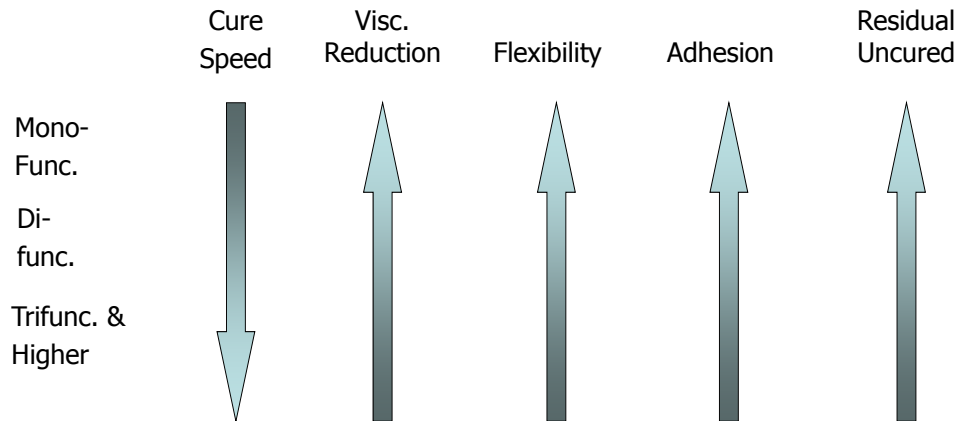 Cure
Speed
Visc.
Reduction
Flexibility
Adhesion
Residual
Uncured
Mono-
Func.
Di-
func.
Trifunc. &
Higher